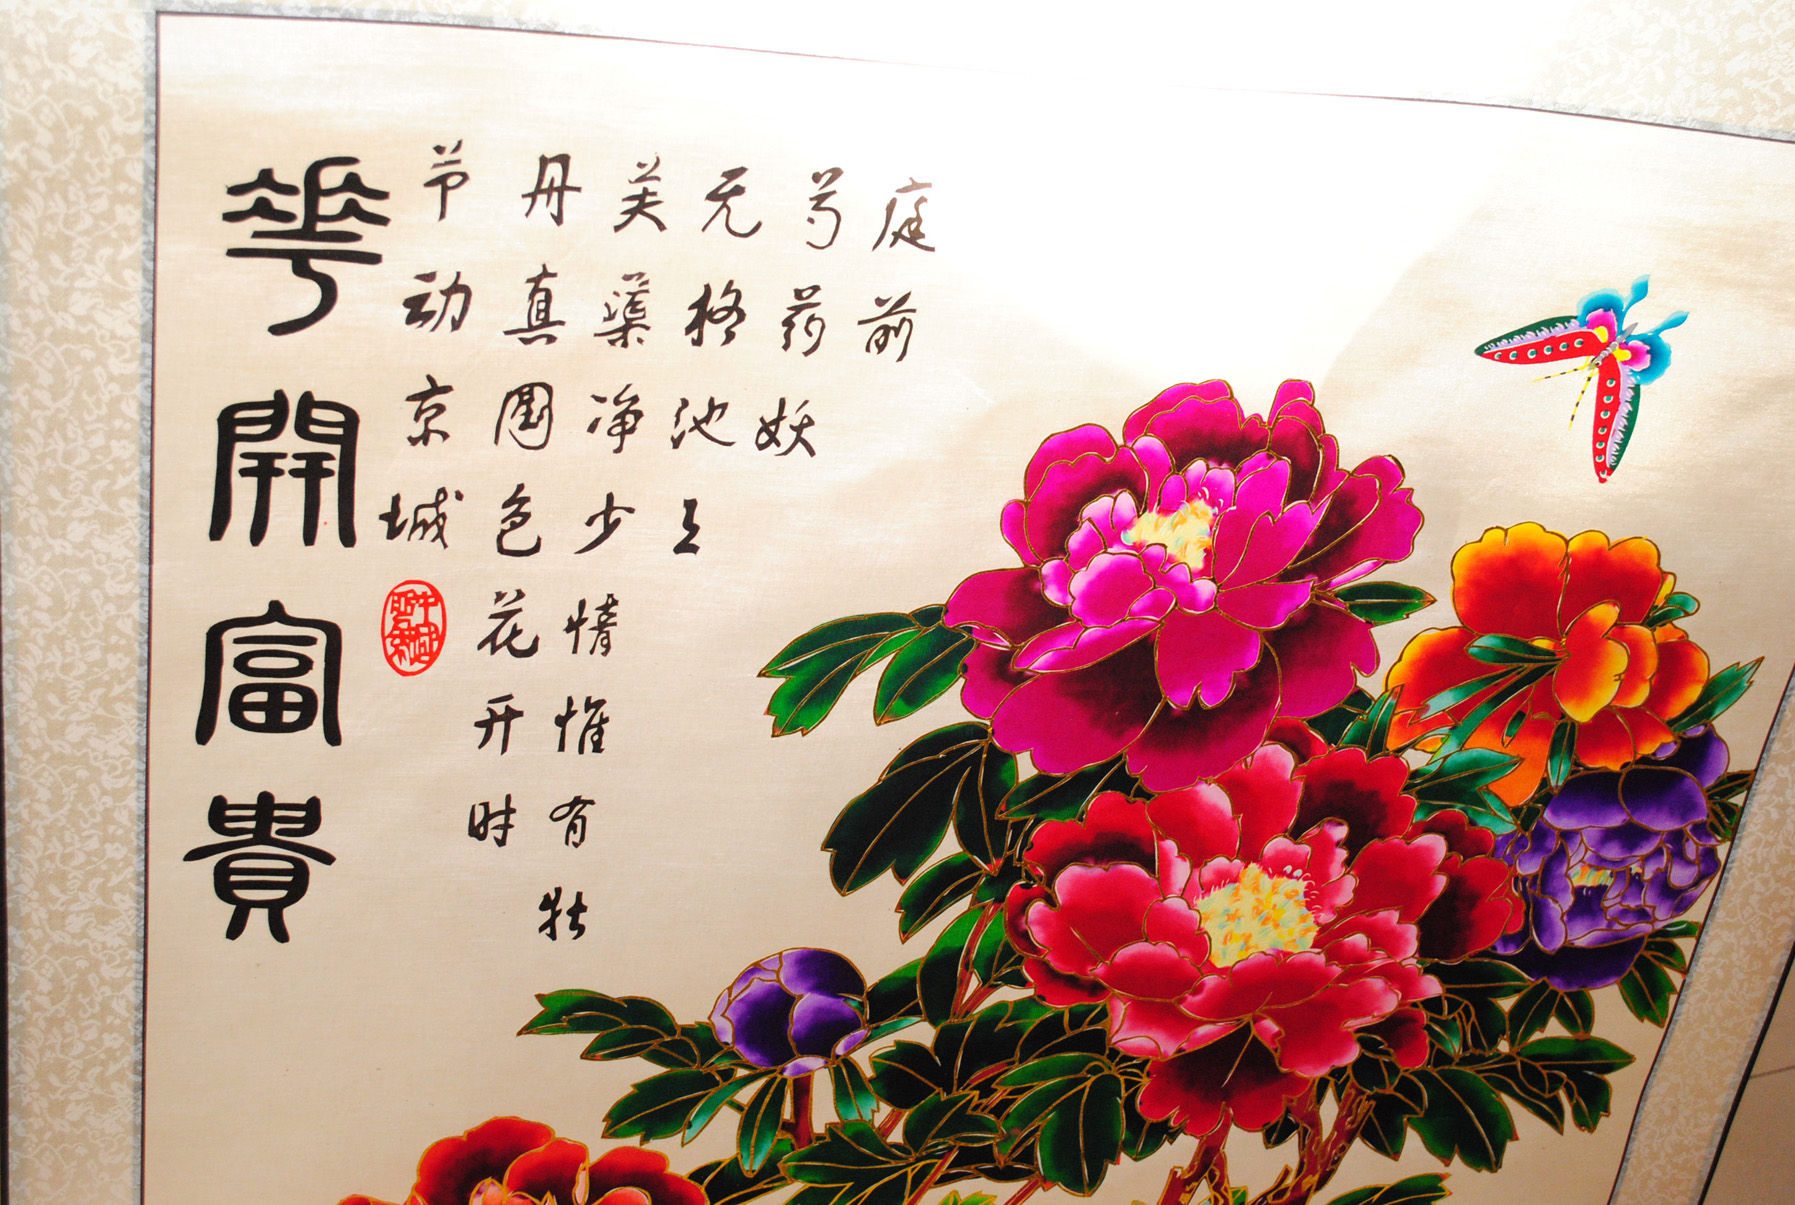 庭前
芍药妖
无格池上
芙蕖净少情惟有牡
丹真国色花开时
节动京城
華開富貴